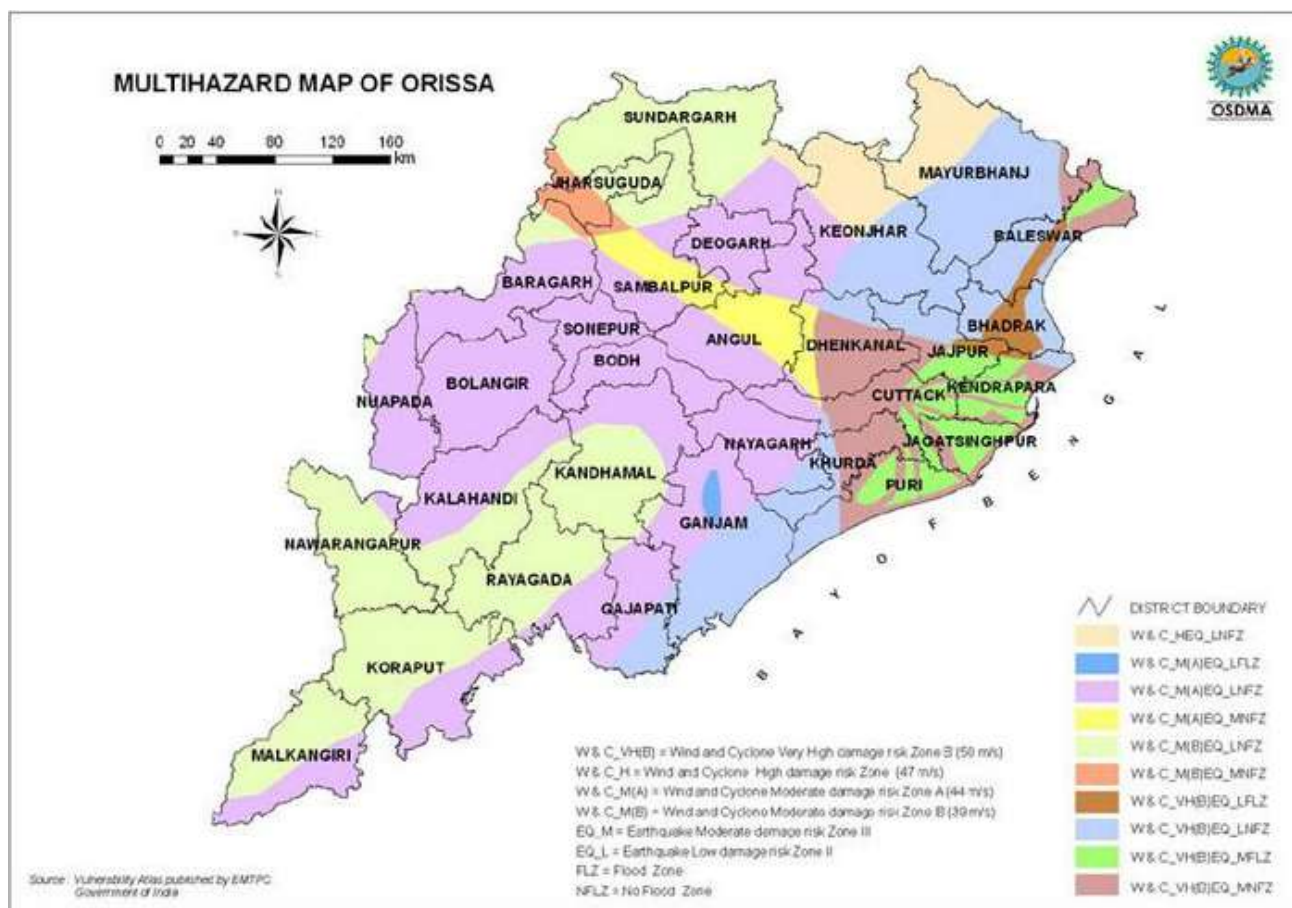 MULTIHAZARD MAP OF ORISSA
OSDMA
0 20 40 80 120 160
km
N
SUNDARGARH
JHARSUGUDA
MAYURBHANJ
DEOGARH
KEONJHAR
BALESWAR
BARAGARH
SAMBALPUR
SONEPUR
ANGUL
DHENKANAL
BHADRAK
JAJPUR
BODH
BOLANGIR
NUAPADA
CUTTACK
KENDRAPARA
NAYAGARH
KHURDA
JAGATSINGHPUR
KANDHAMAL
PURI
KALAHANDI
GANJAM
NAWARANGAPUR
RAYAGADA
GAJAPATI
KORAPUT
MALKANGIRI
BAY OF BENGAL
DISTRICT BOUNDARY
W & C_HEQ_LNFZ
W & C_M(A)EQ_LFLZ
W & C_M(A)EQ_LNFZ
W & C_M(A)EQ_MNFZ
W & C_M(B)EQ_LNFZ
W & C_M(B)EQ_MNFZ
W & C_VH(B)EQ_LFLZ
W & C_VH(B)EQ_LNFZ
W & C_VH(B)EQ_MFLZ
W & C_VH(B)EQ_MNFZ
W & C_VH(B) = Wind and Cyclone Very High damage risk Zone B (50 m/s)
W & C_H = Wind and Cyclone High damage risk Zone (47 m/s)
W & C_M(A) = Wind and Cyclone Moderate damage risk Zone A (44 m/s)
W & C_M(B) = Wind and Cyclone Moderate damage risk Zone B (39 m/s)
EQ_M = Earthquake Moderate damage risk Zone III
EQ_L = Earthquake Low damage risk Zone II
FLZ = Flood Zone
NFLZ = No Flood Zone
Source : Vulnerability Atlas published by BMTPC
Government of India